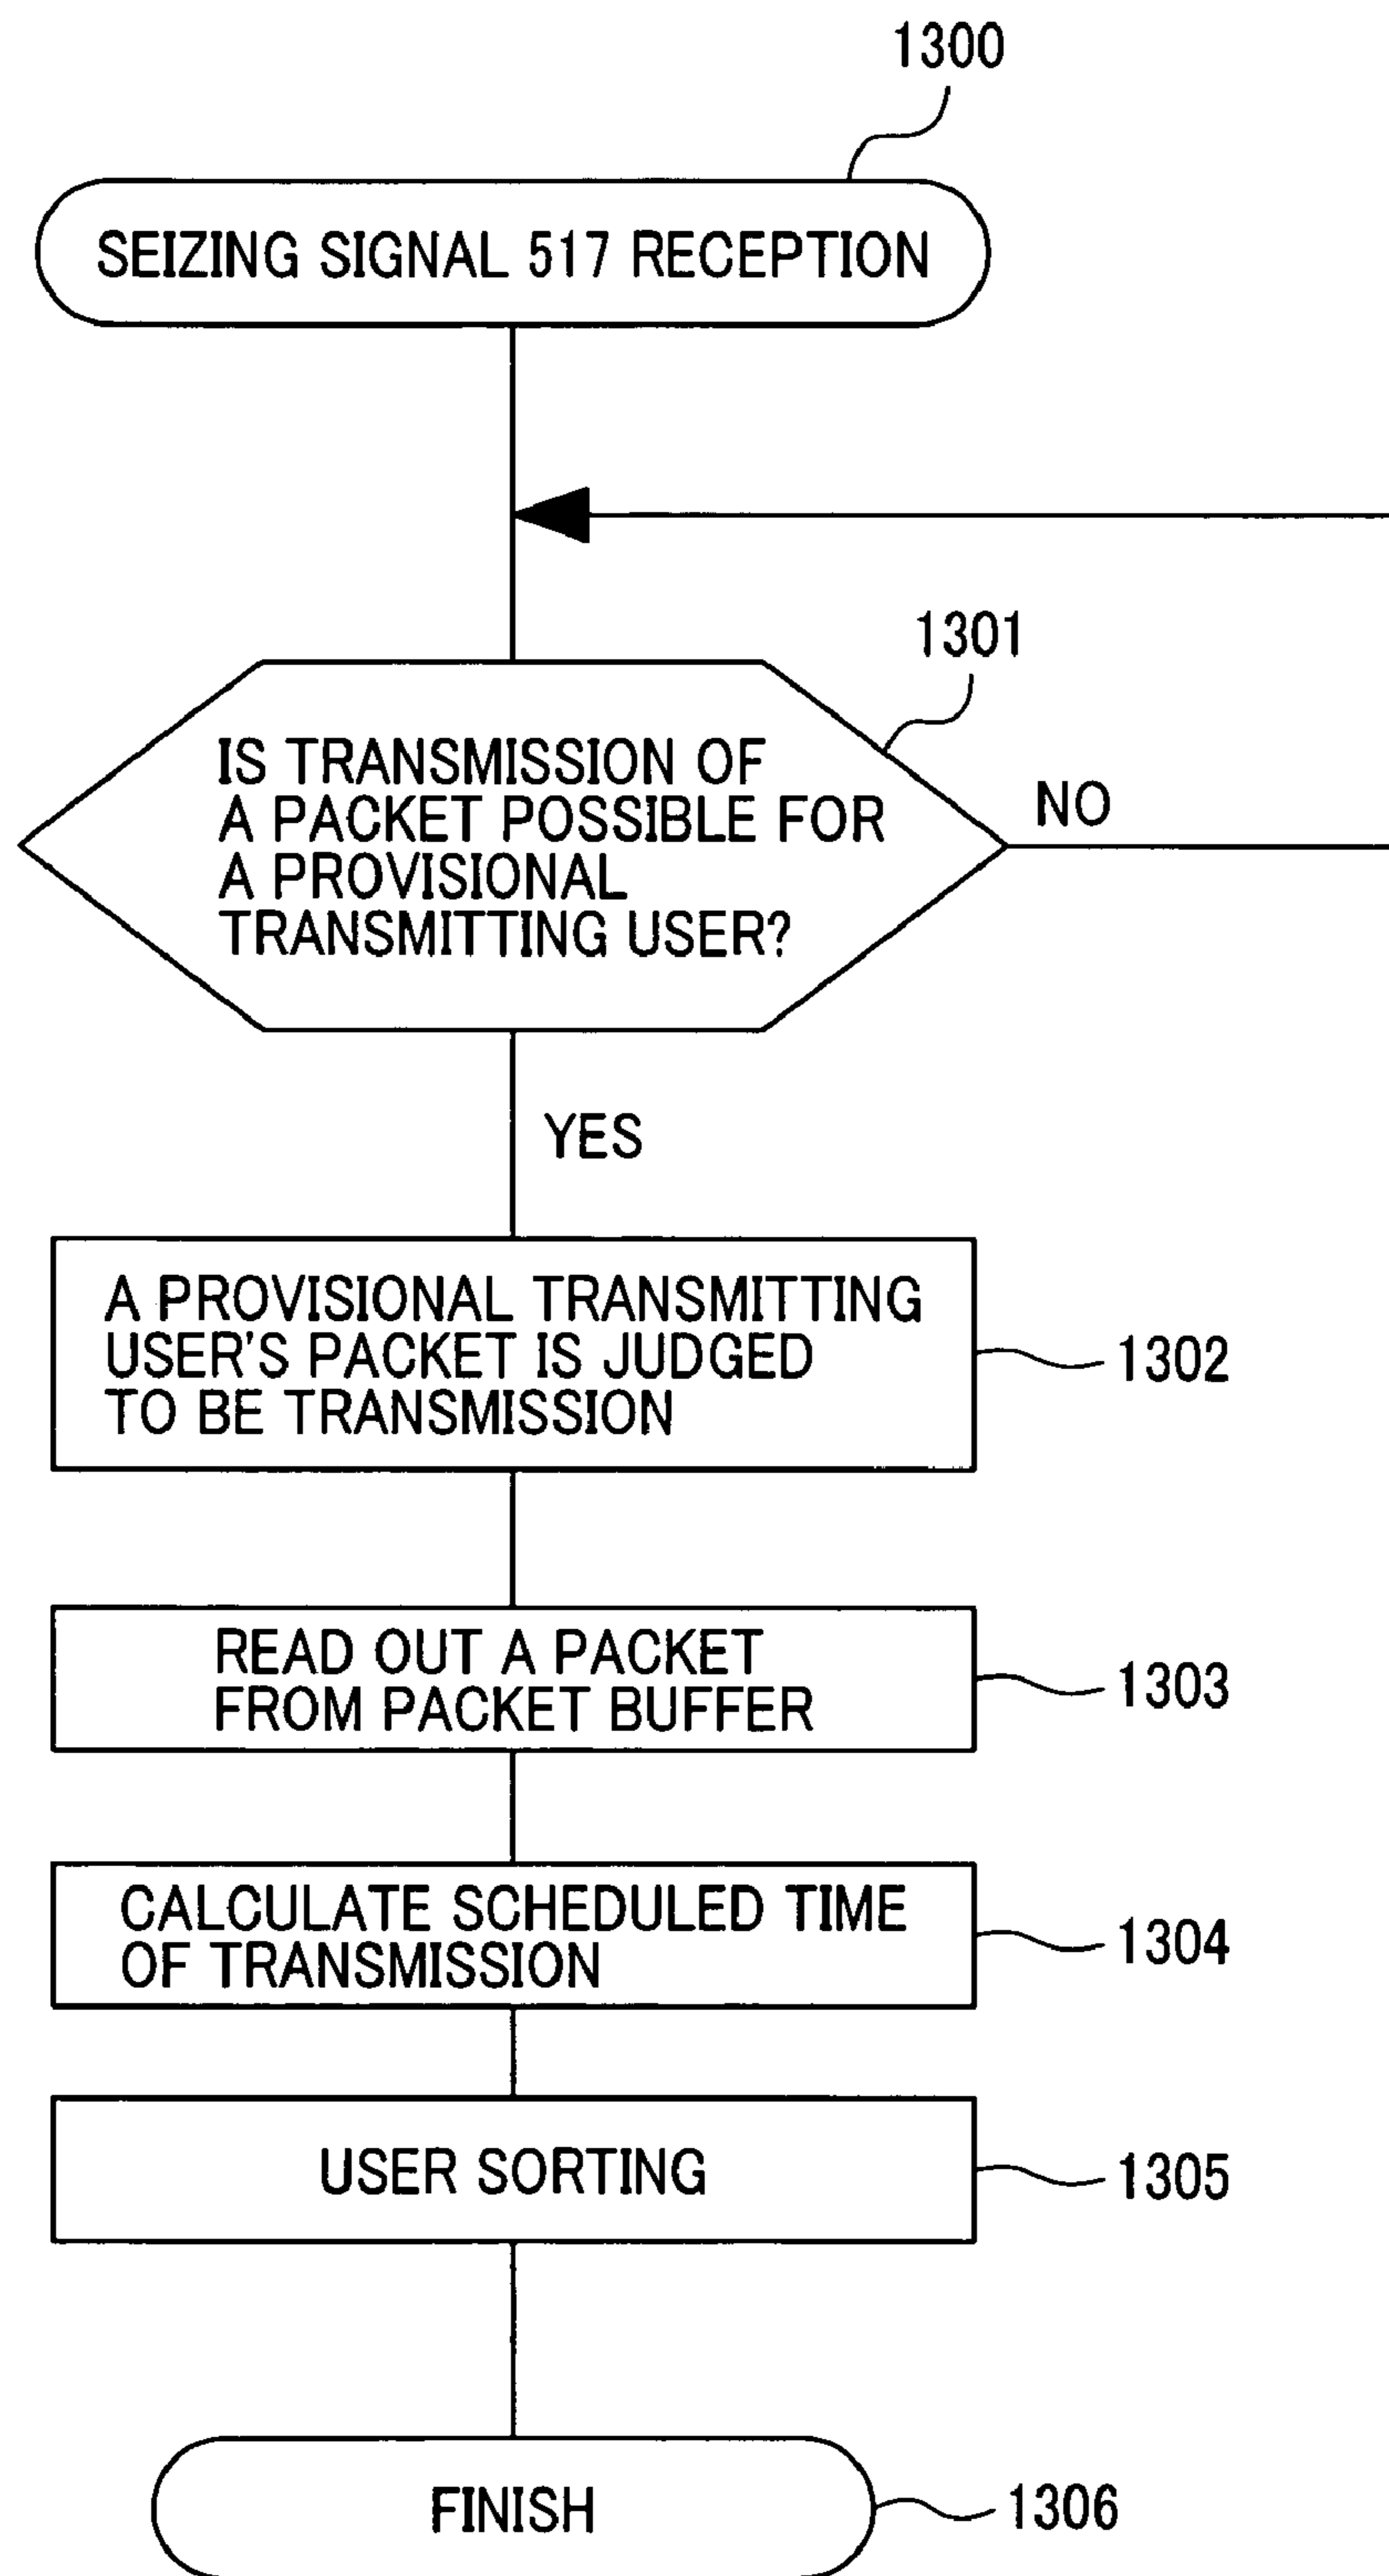 1300
SEIZING SIGNAL 517 RECEPTION
1301
IS TRANSMISSION OF
A PACKET POSSIBLE FOR
A PROVISIONAL
TRANSMITTING USER?
NO
YES
A PROVISIONAL TRANSMITTING
USER'S PACKET IS JUDGED
TO BE TRANSMISSION
1302
READ OUT A PACKET
FROM PACKET BUFFER
1303
CALCULATE SCHEDULED TIME
OF TRANSMISSION
1304
USER SORTING
1305
FINISH
1306